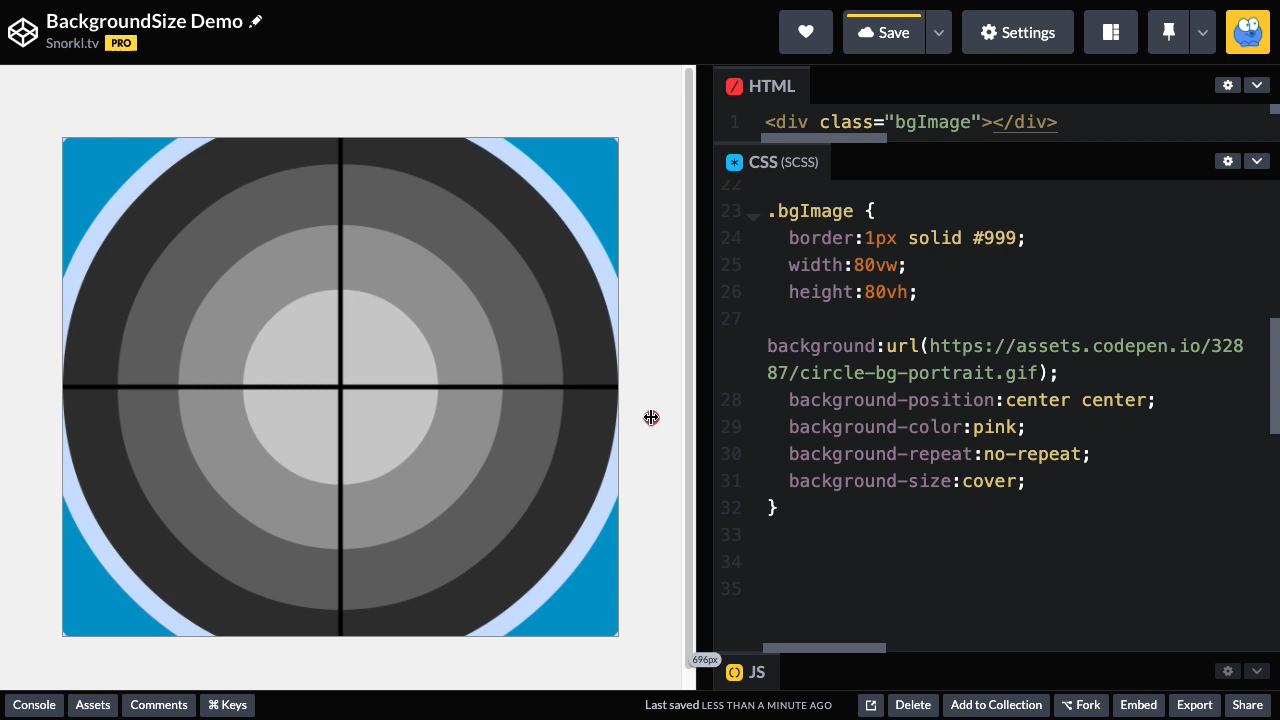 BackgroundSize Demo
Snorkl.tv PRO
Save
Settings
HTML
1 <div class="bgImage"></div>
CSS (SCSS)
22
23 .bgImage {
24 border:1px solid #999;
25 width:80vw;
26 height:80vh;
27
background:url(https://assets.codepen.io/328
87/circle-bg-portrait.gif);
28 background-position:center center;
29 background-color:pink;
30 background-repeat:no-repeat;
31 background-size:cover;
32 }
33
34
35
696px
JS
Console Assets Comments ⌘ Keys Last saved LESS THAN A MINUTE AGO Delete Add to Collection ⌥ Fork Embed Export Share